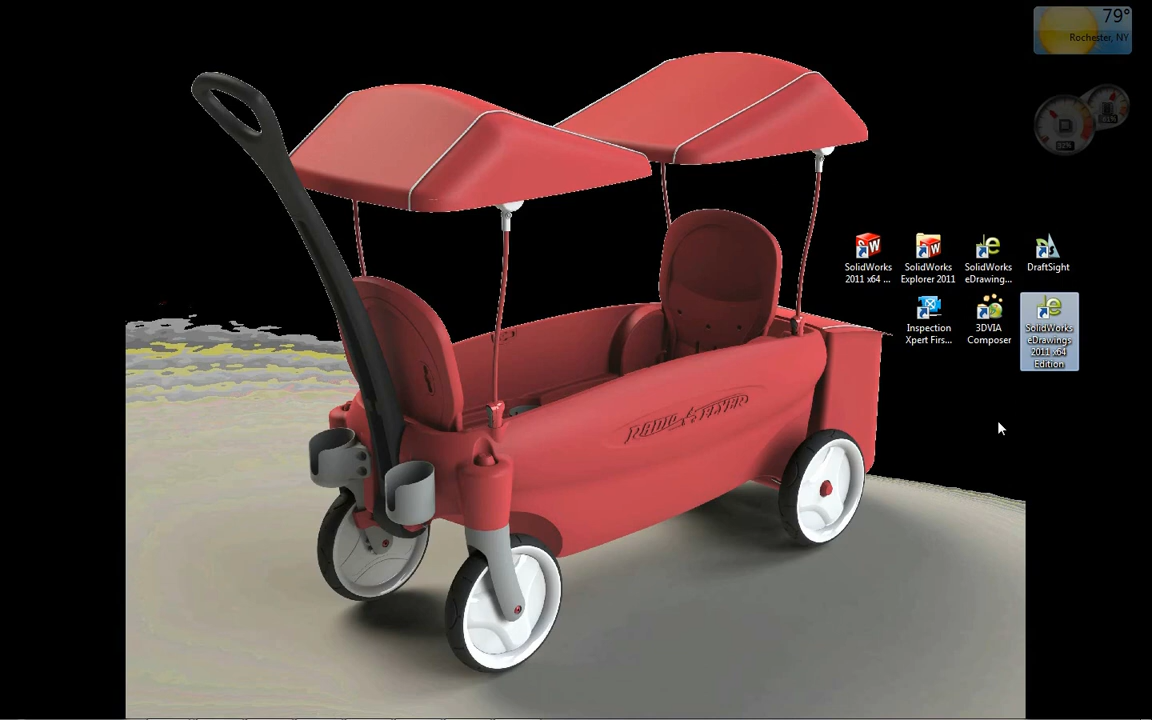 79°
Rochester, NY
22%
SolidWorks
2011 x64 ...
SolidWorks
Explorer 2011
SolidWorks
eDrawing...
DraftSight
Inspection
Xpert Firs...
3DVIA
Composer
SolidWorks
eDrawings
2011 x64
Edition
RADIO FLYER